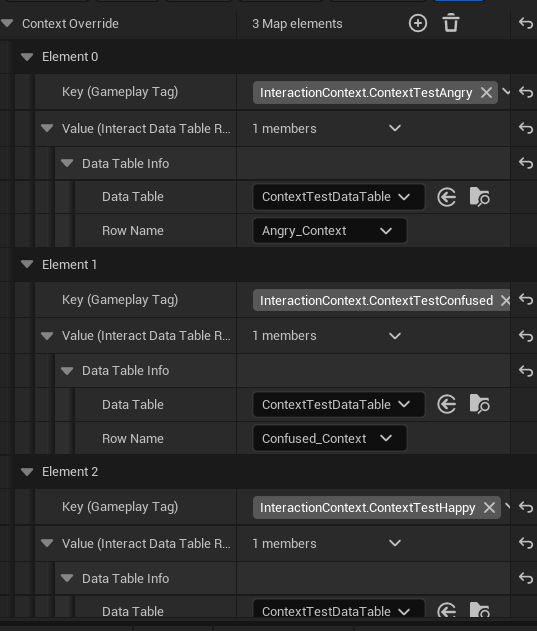 Context Override 3 Map elements
Element 0
Key (Gameplay Tag) InteractionContext.ContextTestAngry
Value (Interact Data Table R... 1 members
Data Table Info
Data Table ContextTestDataTable
Row Name Angry_Context
Element 1
Key (Gameplay Tag) InteractionContext.ContextTestConfused
Value (Interact Data Table R... 1 members
Data Table Info
Data Table ContextTestDataTable
Row Name Confused_Context
Element 2
Key (Gameplay Tag) InteractionContext.ContextTestHappy
Value (Interact Data Table R... 1 members
Data Table Info
Data Table ContextTestDataTable